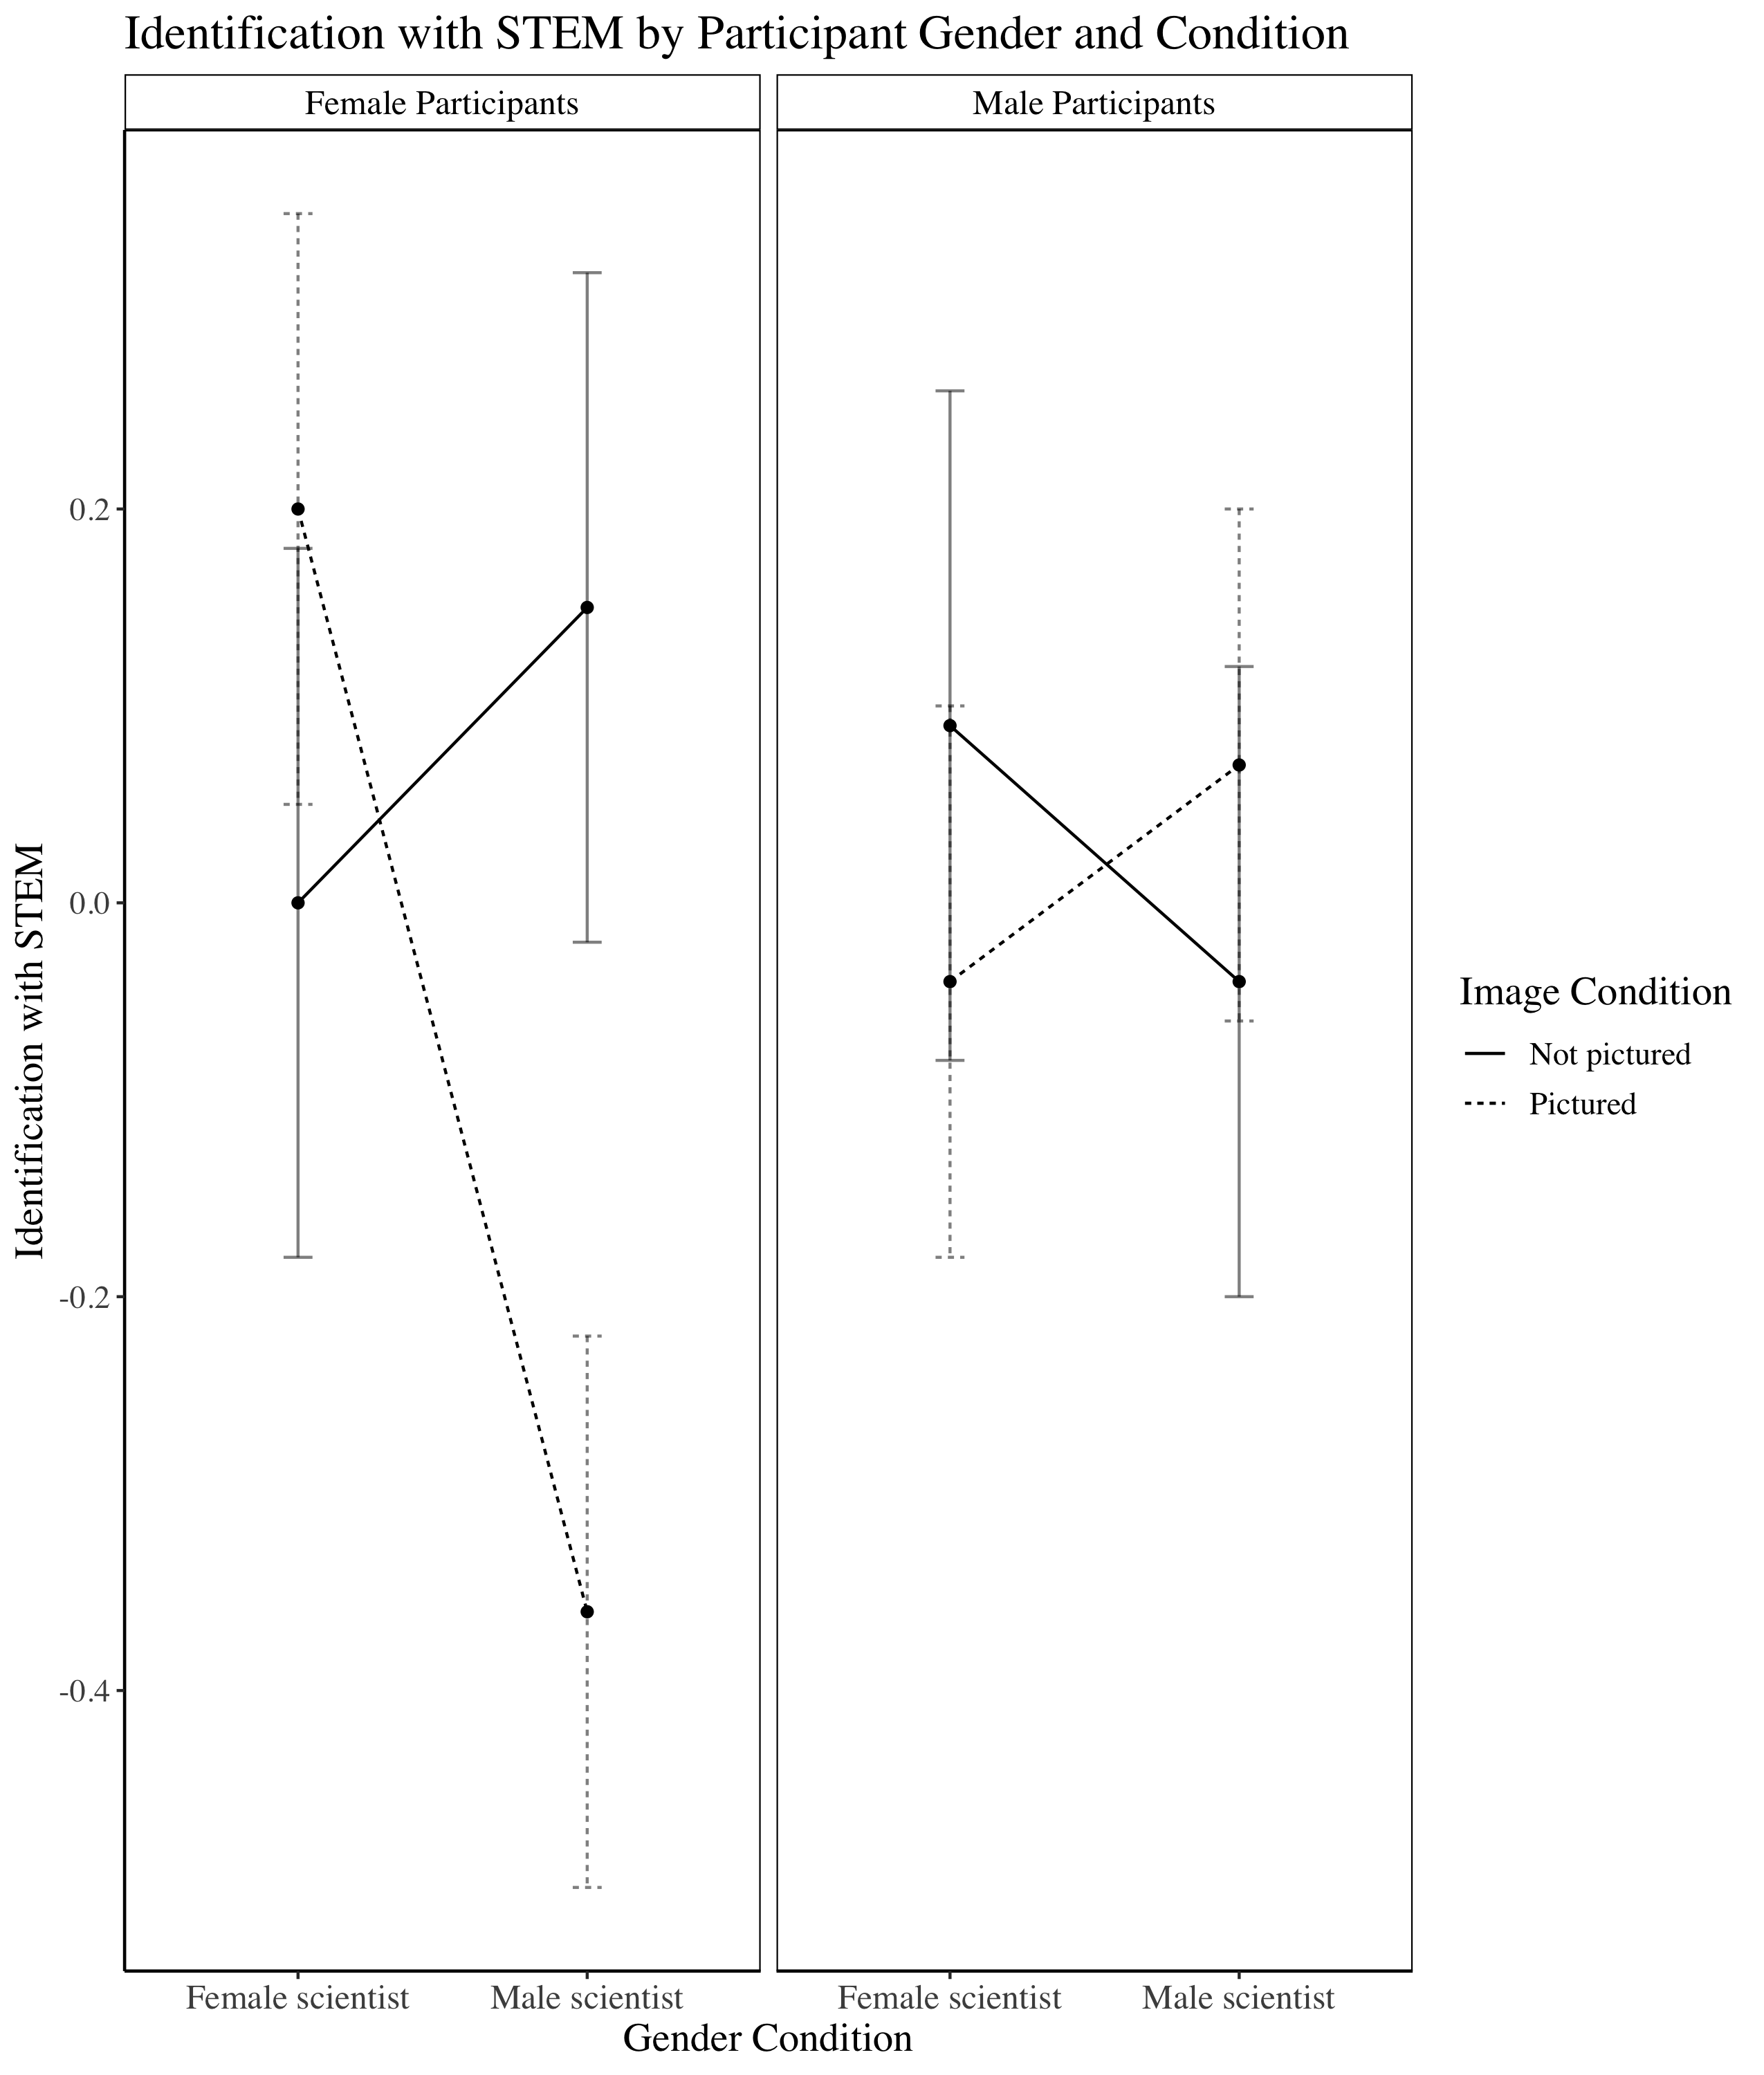 Identification with STEM by Participant Gender and Condition
Female Participants
Male Participants
Identification with STEM
0.2
0.0
-0.2
-0.4
Female scientist
Male scientist
Female scientist
Male scientist
Gender Condition
Image Condition
Not pictured
Pictured